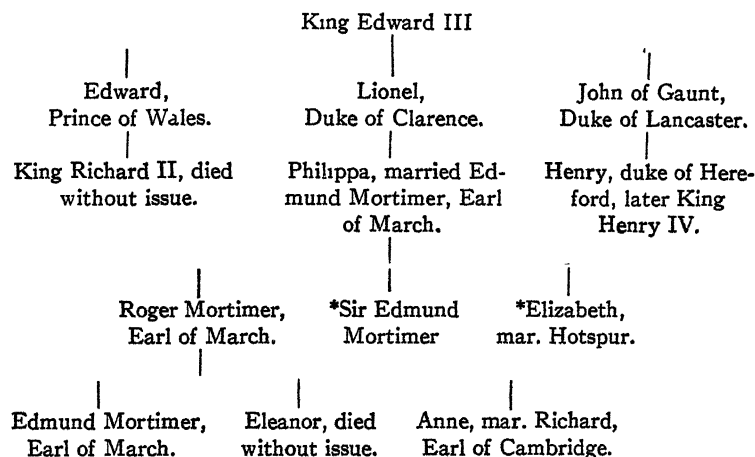 King Edward III
Edward,
Prince of Wales.
Lionel,
Duke of Clarence.
John of Gaunt,
Duke of Lancaster.
King Richard II, died
without issue.
Philippa, married Ed-
mund Mortimer, Earl
of March.
Henry, duke of Here-
ford, later King
Henry IV.
Roger Mortimer,
Earl of March.
*Sir Edmund
Mortimer
*Elizabeth,
mar. Hotspur.
Edmund Mortimer,
Earl of March.
Eleanor, died
without issue.
Anne, mar. Richard,
Earl of Cambridge.